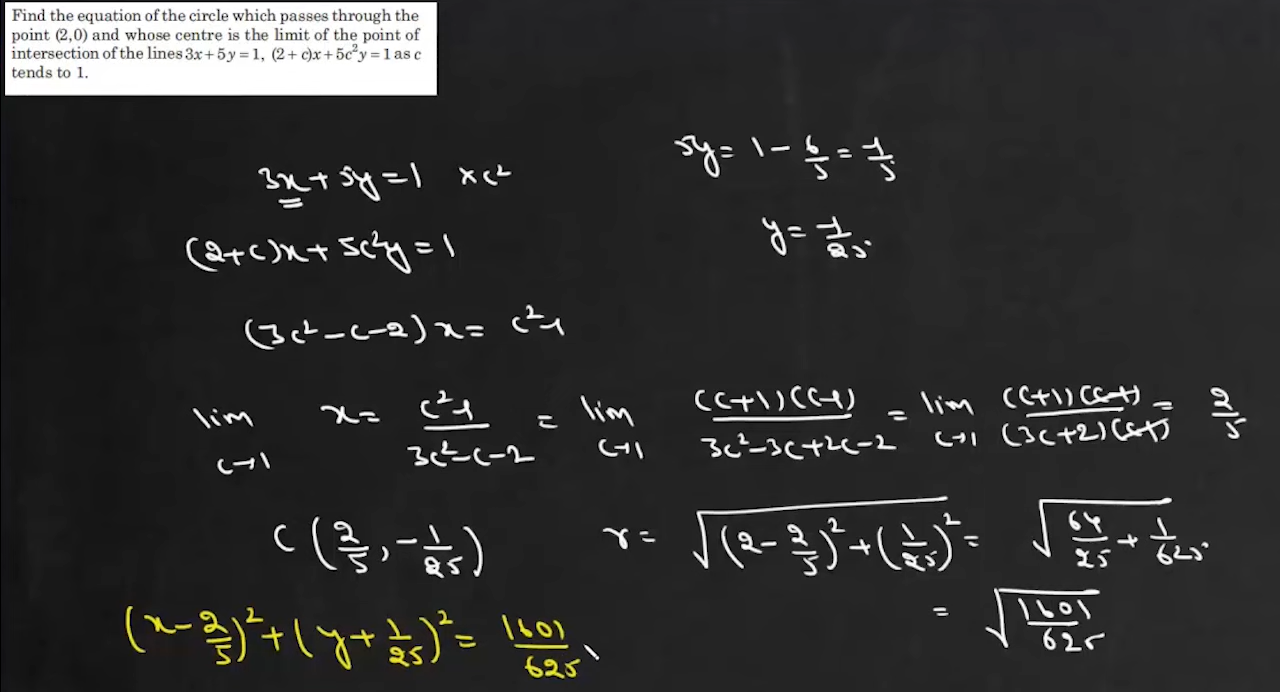 Find the equation of the circle which passes through the
point (2,0) and whose centre is the limit of the point of
intersection of the lines 3x + 5y = 1, (2 + c)x + 5c²y = 1 as c
tends to 1.
3x + 5y = 1 × c²
(2+c)x + 5c²y = 1
(3c² - c - 2) x = c² - 1
lim c→1 x = (c² - 1)/(3c² - c - 2) = lim c→1 ((c+1)(c-1))/(3c² - 3c + 2c - 2) = lim c→1 ((c+1)(c-1))/((3c+2)(c-1)) = 2/5
5y = 1 - 6/5 = -1/5
y = -1/25.
C (2/5, -1/25)
r = √((2 - 2/5)² + (1/25)²) = √(64/25 + 1/625).
= √(1601/625)
(x - 2/5)² + (y + 1/25)² = 1601/625